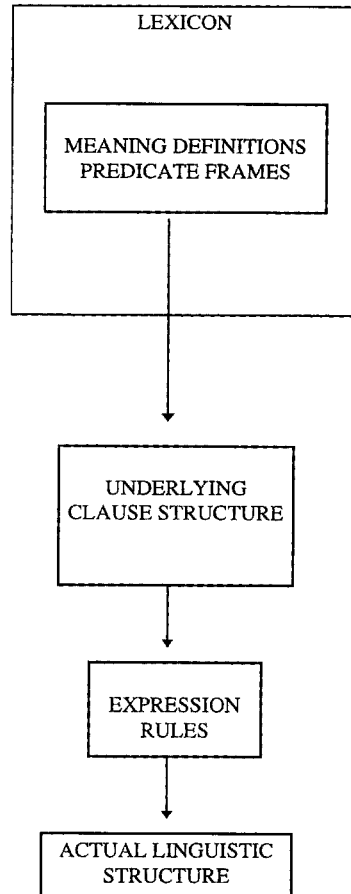 LEXICON
MEANING DEFINITIONS
PREDICATE FRAMES
UNDERLYING
CLAUSE STRUCTURE
EXPRESSION
RULES
ACTUAL LINGUISTIC
STRUCTURE